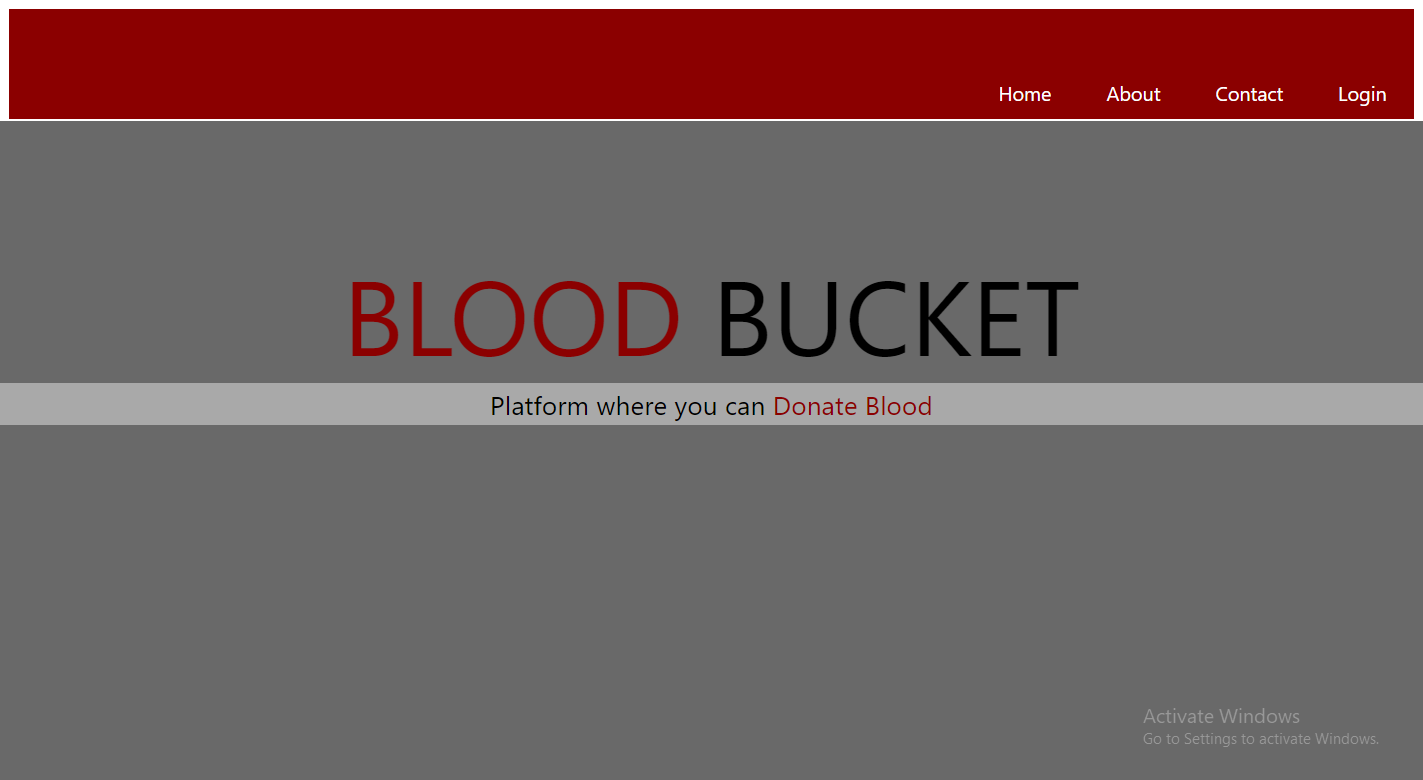 Home About Contact Login
BLOOD BUCKET
Platform where you can Donate Blood
Activate Windows
Go to Settings to activate Windows.